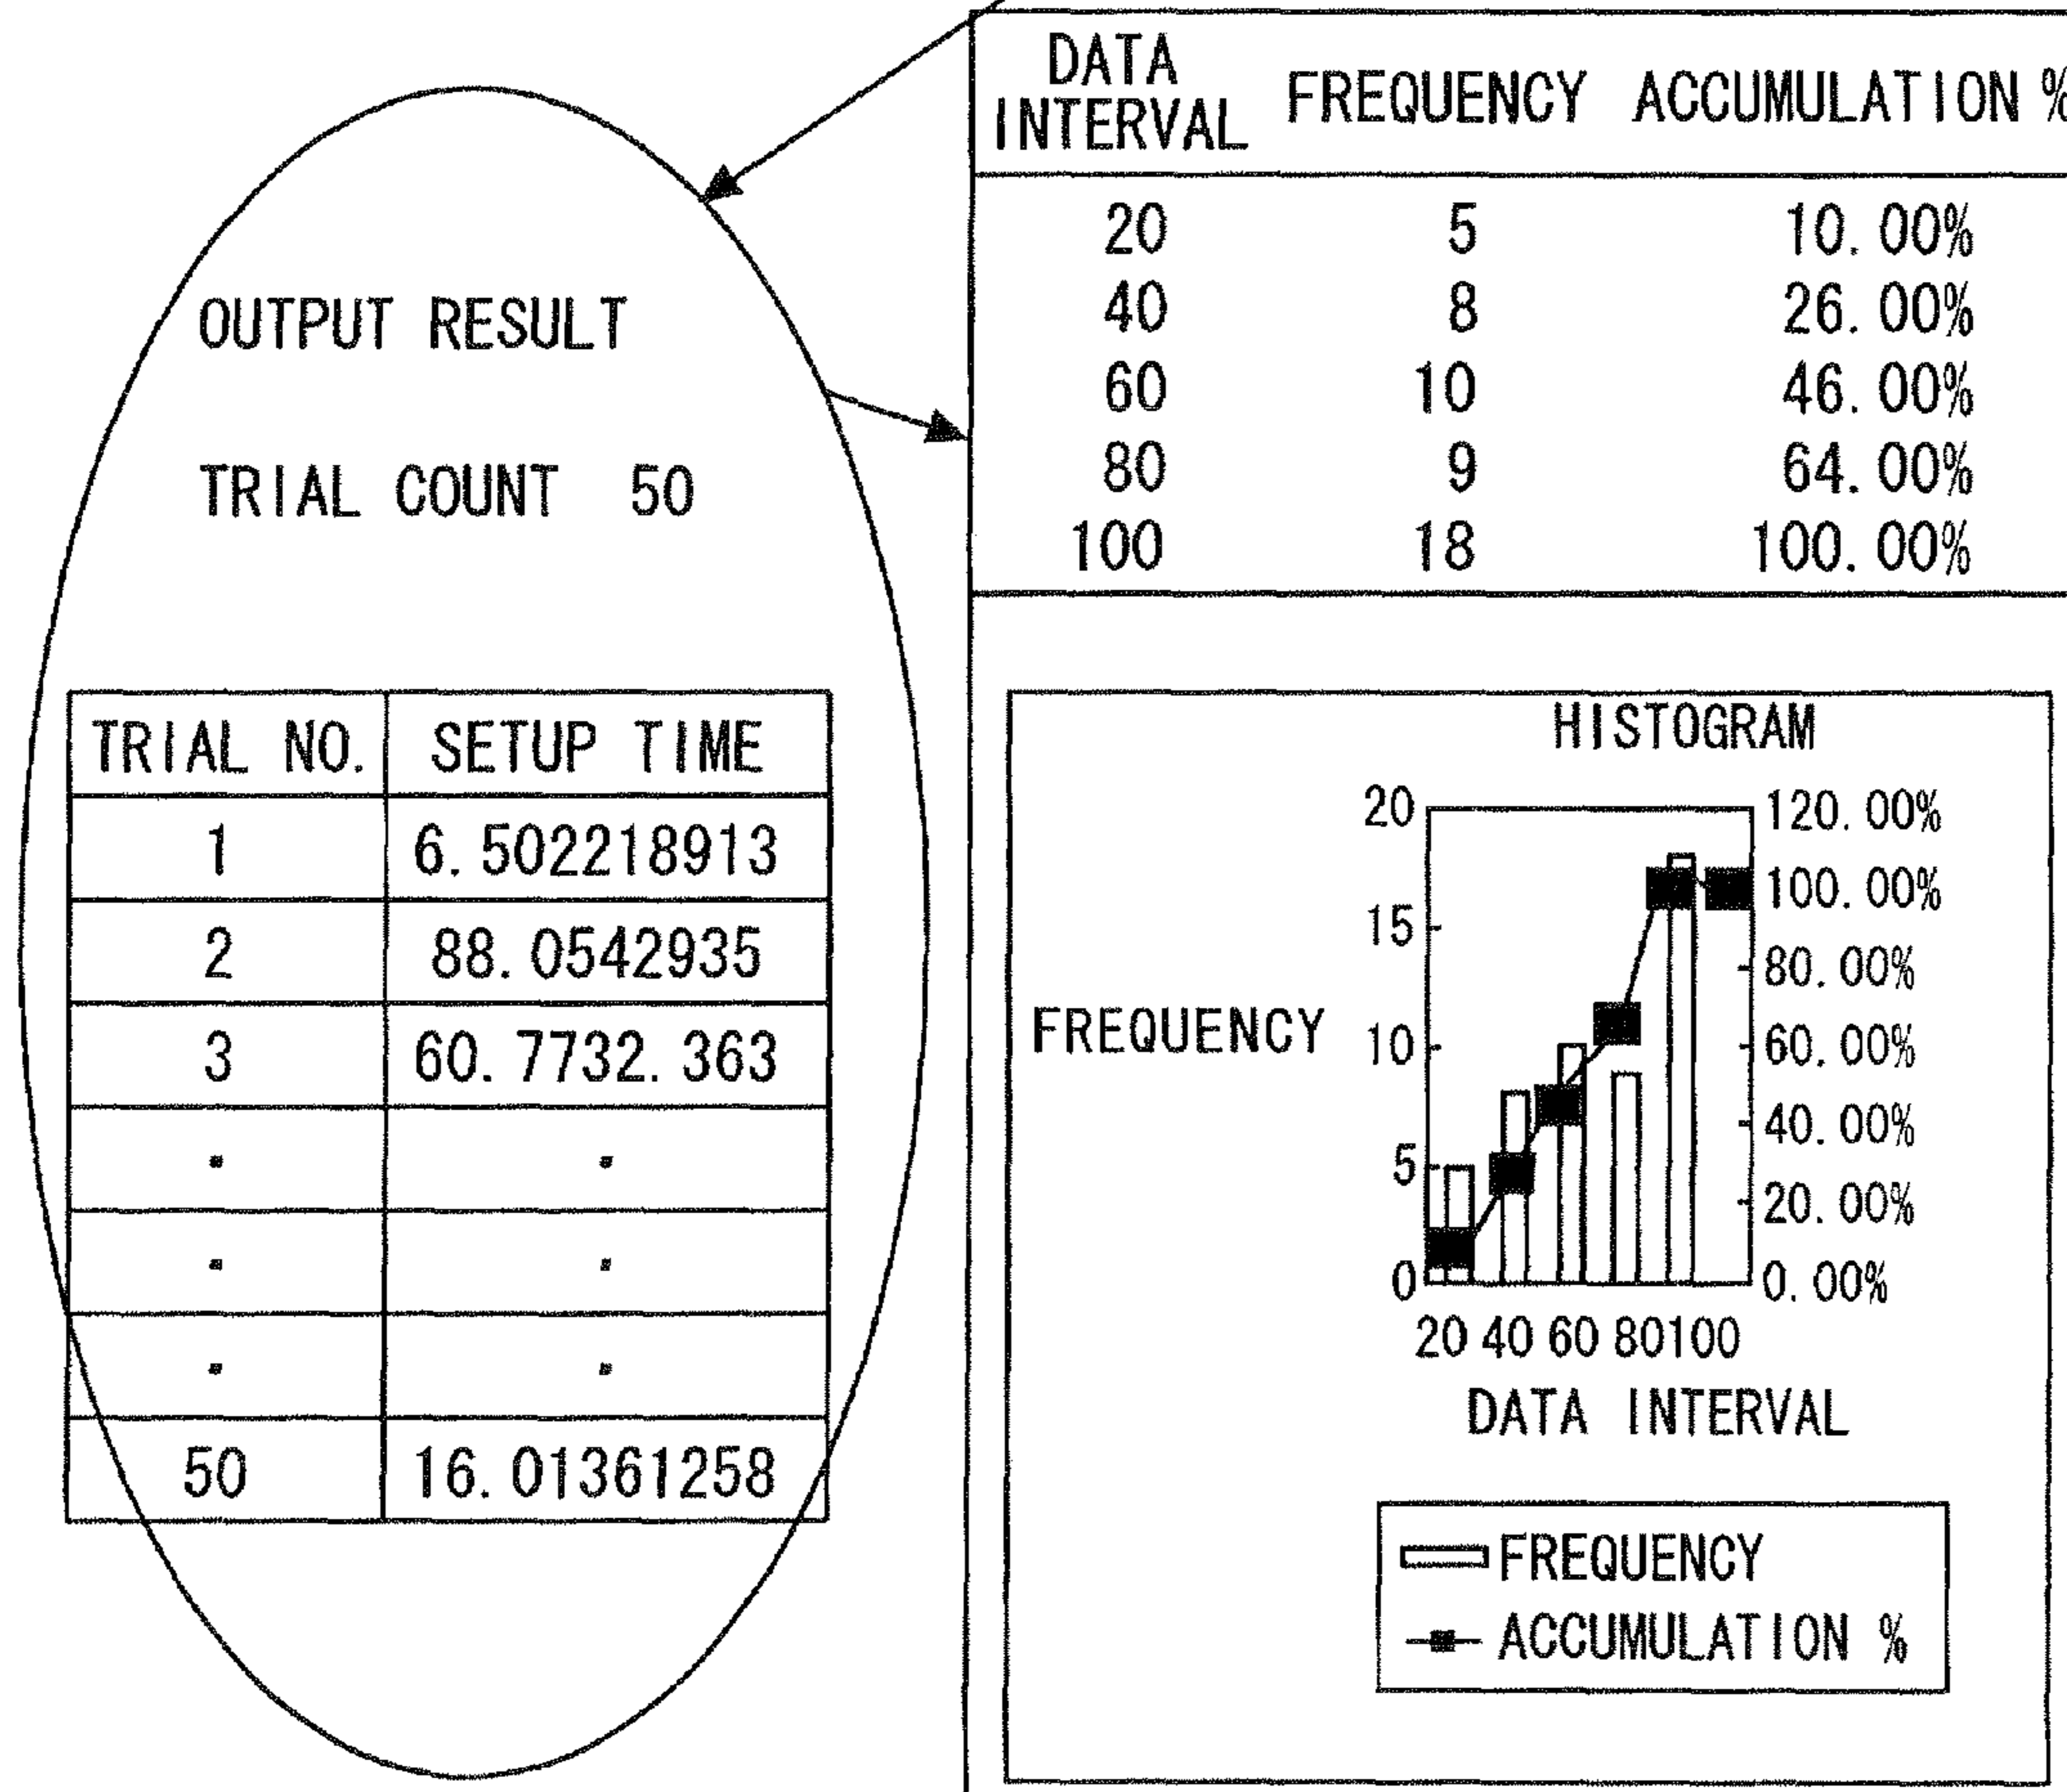 OUTPUT RESULT
TRIAL COUNT 50
TRIAL NO. SETUP TIME
1 6.502218913
2 88.0542935
3 60.7732.363
. .
. .
. .
50 16.01361258
DATA INTERVAL FREQUENCY ACCUMULATION %
20 5 10.00%
40 8 26.00%
60 10 46.00%
80 9 64.00%
100 18 100.00%
HISTOGRAM
FREQUENCY
20
15
10
5
0
120.00%
100.00%
80.00%
60.00%
40.00%
20.00%
0.00%
20 40 60 80100
DATA INTERVAL
FREQUENCY
ACCUMULATION %